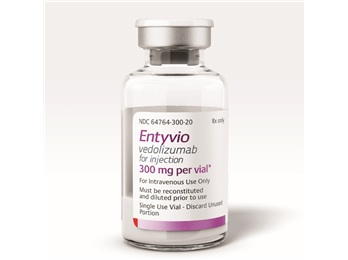 NDC 64764-300-20 Rx only
Entyvio
vedolizumab
for injection
300 mg per vial*
For Intravenous Use Only
Must be reconstituted
and diluted prior to use
Single Use Vial - Discard Unused
Portion